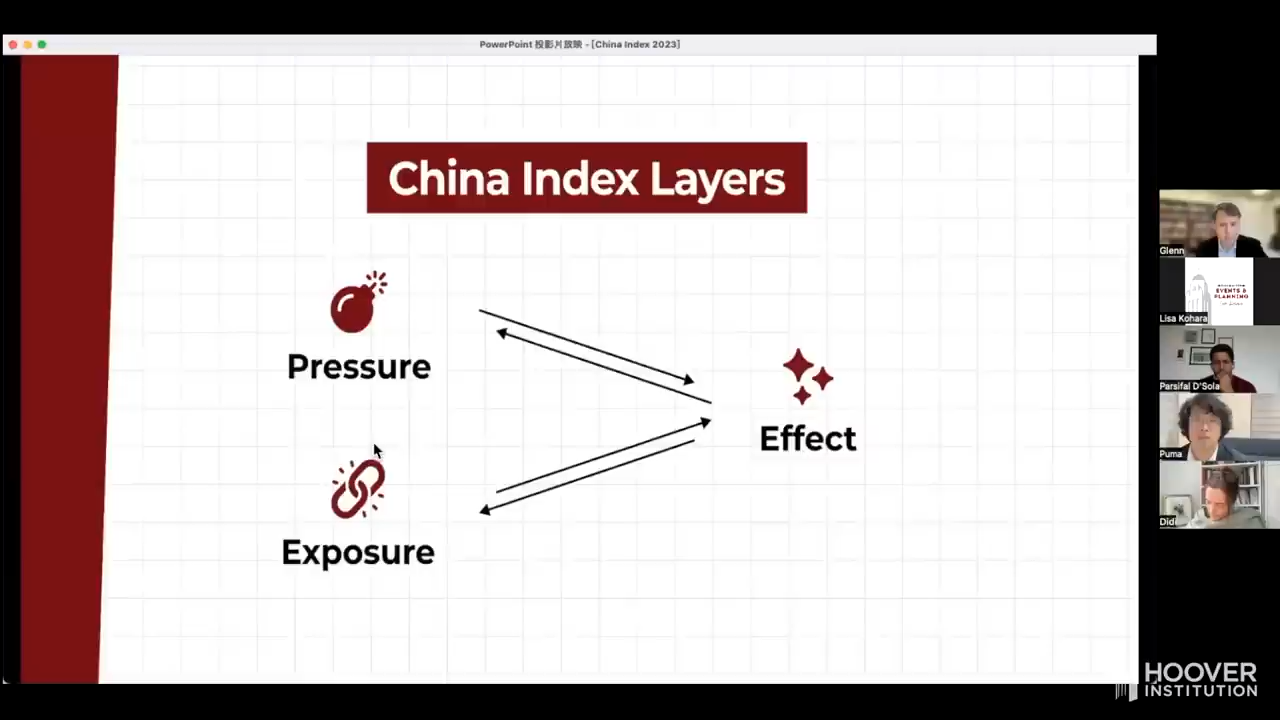 PowerPoint 投影片放映 - [China Index 2023]
China Index Layers
Pressure
Effect
Exposure
Glenn
EVENTS &
PLANNING
Lisa Kohara
Parsifal D'Sola
Puma
Didi
HOOVER
INSTITUTION